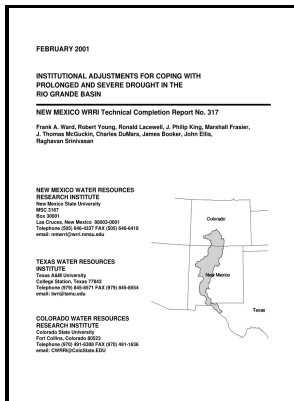 FEBRUARY 2001
INSTITUTIONAL ADJUSTMENTS FOR COPING WITH
PROLONGED AND SEVERE DROUGHT IN THE
RIO GRANDE BASIN
NEW MEXICO WRRI Technical Completion Report No. 317
Frank A. Ward, Robert Young, Ronald Lacewell, J. Philip King, Marshall Frasier,
J. Thomas McGuckin, Charles DuMars, James Booker, John Ellis,
Raghavan Srinivasan
NEW MEXICO WATER RESOURCES
RESEARCH INSTITUTE
New Mexico State University
MSC 3167
Box 30001
Las Cruces, New Mexico 88003-0001
Telephone (505) 646-4337 FAX (505) 646-6418
email: nmwrri@wrri.nmsu.edu
TEXAS WATER RESOURCES
INSTITUTE
Texas A&M University
College Station, Texas 77843
Telephone (979) 845-8571 FAX (979) 845-8554
email: twri@tamu.edu
COLORADO WATER RESOURCES
RESEARCH INSTITUTE
Colorado State University
Fort Collins, Colorado 80523
Telephone (970) 491-6308 FAX (970) 491-1636
email: CWRRI@ColoState.EDU
Colorado
New Mexico
Texas